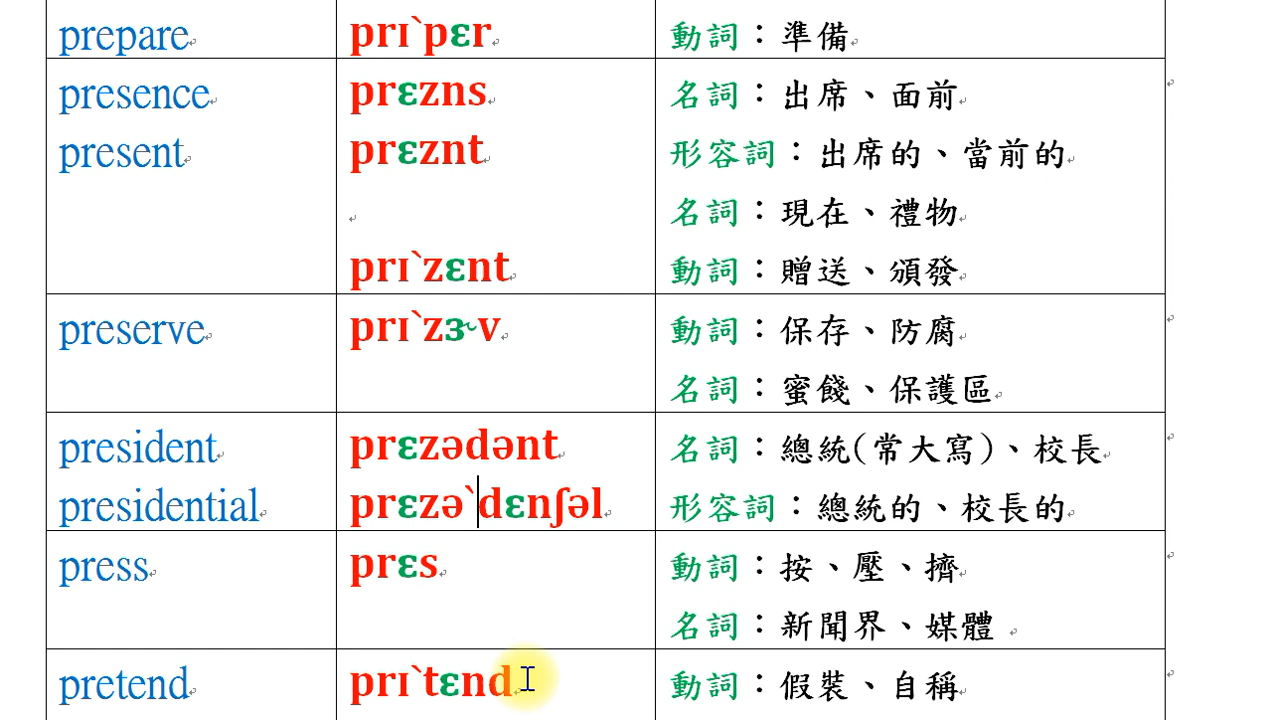 prepare prɪˋpɛr 動詞：準備
presence prɛzns 名詞：出席、面前
present prɛznt 形容詞：出席的、當前的
名詞：現在、禮物
prɪˋzɛnt 動詞：贈送、頒發
preserve prɪˋzɝv 動詞：保存、防腐
名詞：蜜餞、保護區
president prɛzədənt 名詞：總統(常大寫)、校長
presidential prɛzəˋdɛnʃəl 形容詞：總統的、校長的
press prɛs 動詞：按、壓、擠
名詞：新聞界、媒體
pretend prɪˋtɛnd 動詞：假裝、自稱